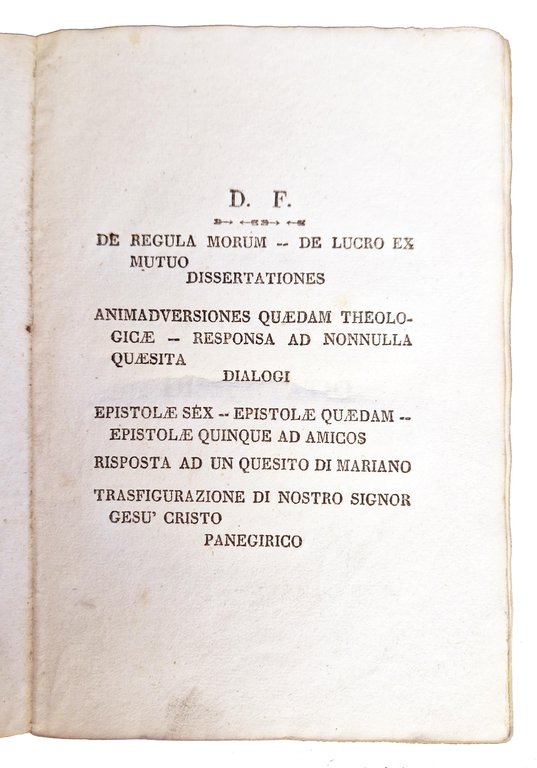 D. F.
DE REGULA MORUM -- DE LUCRO EX
MUTUO
DISSERTATIONES
ANIMADVERSIONES QUÆDAM THEOLO-
GICÆ -- RESPONSA AD NONNULLA
QUÆSITA
DIALOGI
EPISTOLÆ SEX -- EPISTOLÆ QUÆDAM --
EPISTOLÆ QUINQUE AD AMICOS
RISPOSTA AD UN QUESITO DI MARIANO
TRASFIGURAZIONE DI NOSTRO SIGNOR
GESU' CRISTO
PANEGIRICO